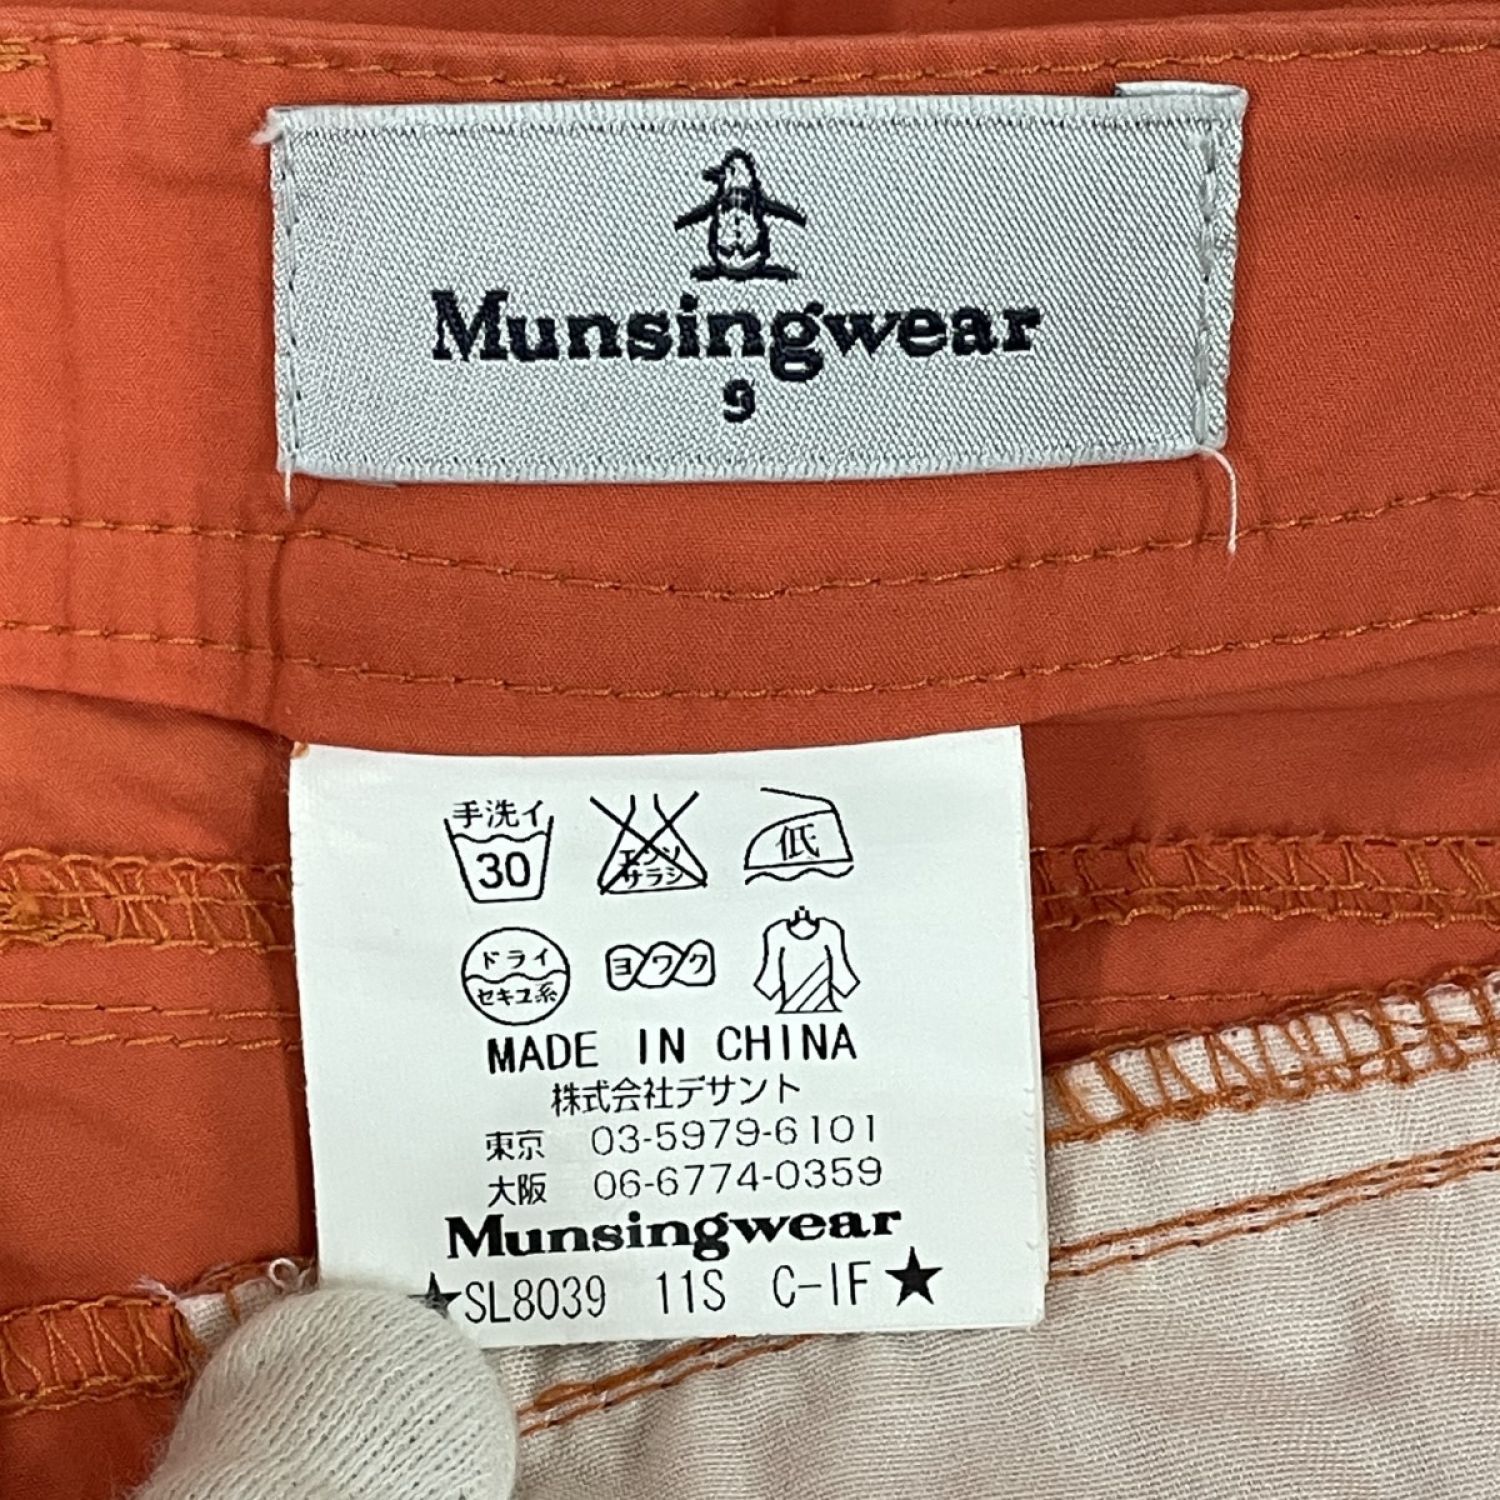 Munsingwear
9
手洗イ
30
エンソ
サラシ
低
ドライ
セキユ系
ヨワク
MADE IN CHINA
株式会社デサント
東京 03-5979-6101
大阪 06-6774-0359
Munsingwear
★SL8039 11S C-IF★